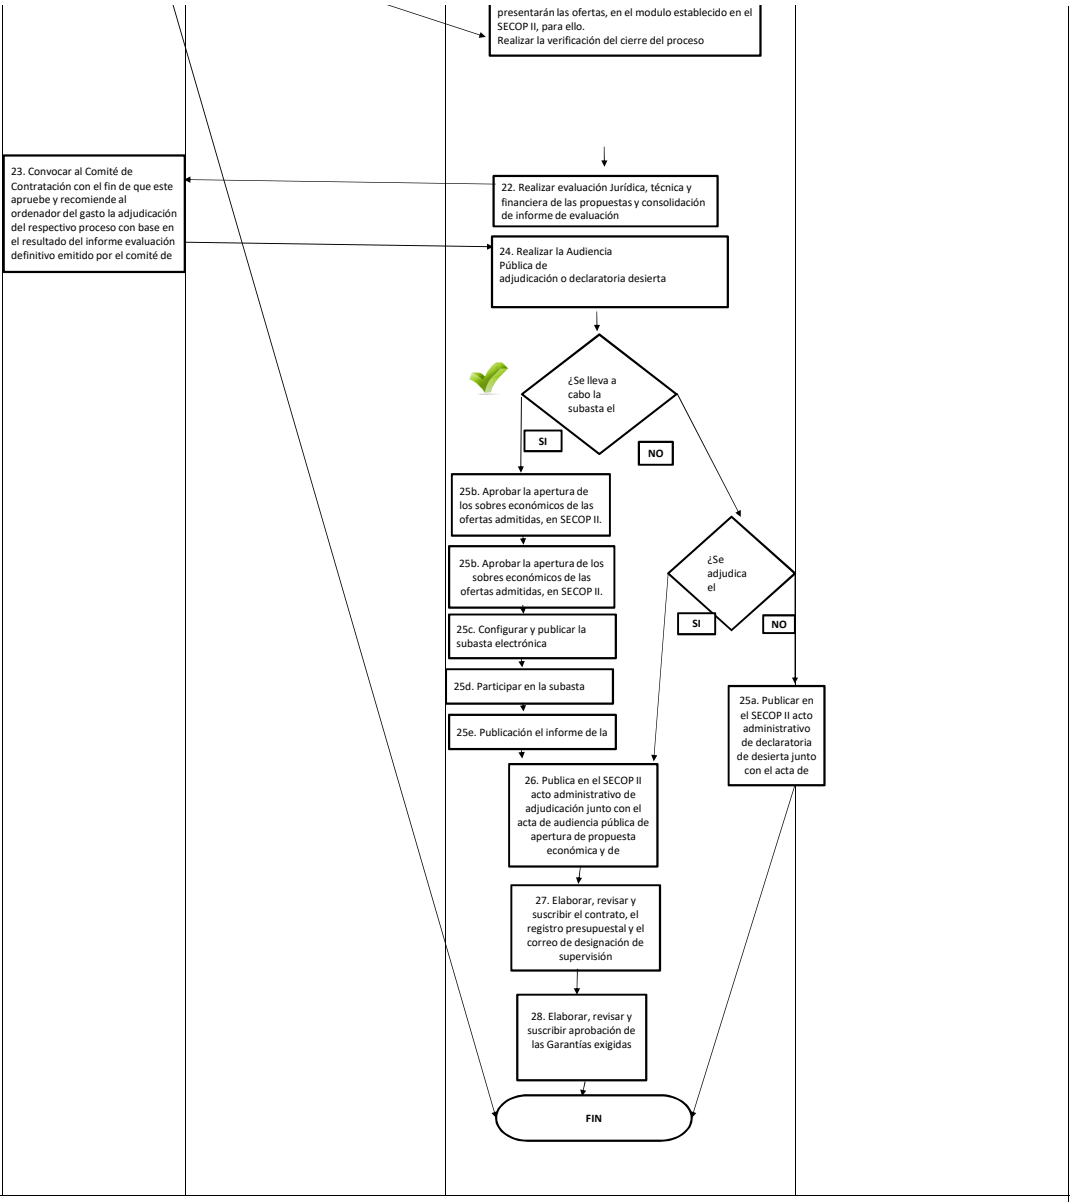 presentarán las ofertas, en el modulo establecido en el
SECOP II, para ello.
Realizar la verificación del cierre del proceso
23. Convocar al Comité de
Contratación con el fin de que este
apruebe y recomiende al
ordenador del gasto la adjudicación
del respectivo proceso con base en
el resultado del informe evaluación
definitivo emitido por el comité de
22. Realizar evaluación Jurídica, técnica y
financiera de las propuestas y consolidación
de informe de evaluación
24. Realizar la Audiencia
Pública de
adjudicación o declaratoria desierta
¿Se lleva a
cabo la
subasta el
SI
NO
25b. Aprobar la apertura de
los sobres económicos de las
ofertas admitidas, en SECOP II.
25b. Aprobar la apertura de los
sobres económicos de las
ofertas admitidas, en SECOP II.
¿Se
adjudica
el
SI
NO
25c. Configurar y publicar la
subasta electrónica
25d. Participar en la subasta
25e. Publicación el informe de la
25a. Publicar en
el SECOP II acto
administrativo
de declaratoria
de desierta junto
con el acta de
26. Publica en el SECOP II
acto administrativo de
adjudicación junto con el
acta de audiencia pública de
apertura de propuesta
económica y de
27. Elaborar, revisar y
suscribir el contrato, el
registro presupuestal y el
correo de designación de
supervisión
28. Elaborar, revisar y
suscribir aprobación de
las Garantías exigidas
FIN